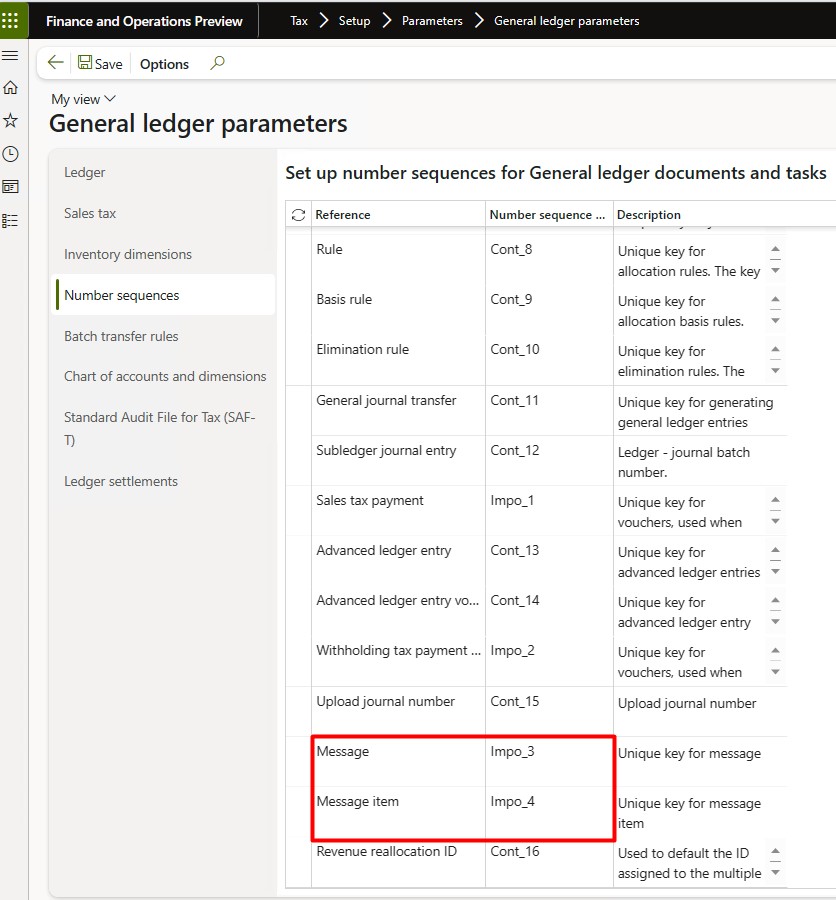 Finance and Operations Preview
Tax > Setup > Parameters > General ledger parameters
Save Options
My view
General ledger parameters
Ledger
Sales tax
Inventory dimensions
Number sequences
Batch transfer rules
Chart of accounts and dimensions
Standard Audit File for Tax (SAF-
T)
Ledger settlements
Set up number sequences for General ledger documents and tasks
Reference Number sequence ... Description
Rule Cont_8 Unique key for
allocation rules. The key
Basis rule Cont_9 Unique key for
allocation basis rules.
Elimination rule Cont_10 Unique key for
elimination rules. The
General journal transfer Cont_11 Unique key for generating
general ledger entries
Subledger journal entry Cont_12 Ledger - journal batch
number.
Sales tax payment Impo_1 Unique key for
vouchers, used when
Advanced ledger entry Cont_13 Unique key for
advanced ledger entries
Advanced ledger entry vo... Cont_14 Unique key for
advanced ledger entry
Withholding tax payment ... Impo_2 Unique key for
vouchers, used when
Upload journal number Cont_15 Upload journal number
Message Impo_3 Unique key for message
Message item Impo_4 Unique key for message
item
Revenue reallocation ID Cont_16 Used to default the ID
assigned to the multiple